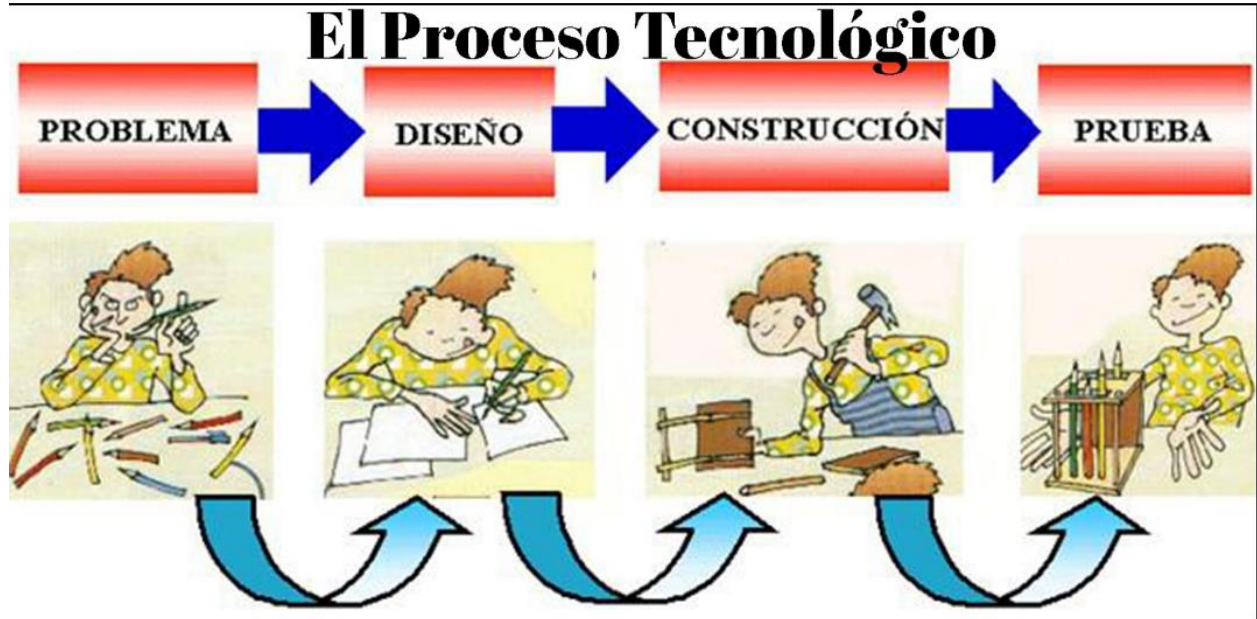 El Proceso Tecnológico
PROBLEMA
DISEÑO
CONSTRUCCIÓN
PRUEBA